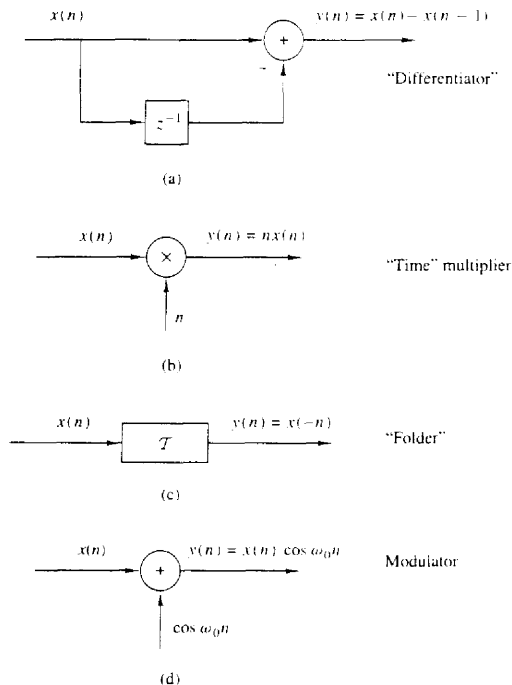 x(n) + y(n) = x(n) − x(n − 1)
−
"Differentiator"
z⁻¹
(a)
x(n) × y(n) = nx(n)
"Time" multiplier
n
(b)
x(n) 𝒯 y(n) = x(−n)
"Folder"
(c)
x(n) + y(n) = x(n) cos ω₀n
Modulator
cos ω₀n
(d)